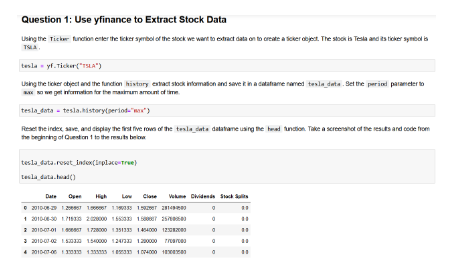 Question 1: Use yfinance to Extract Stock Data
Using the Ticker function enter the ticker symbol of the stock we want to extract data on to create a ticker object. The stock is Tesla and its ticker symbol is
TSLA .
tesla = yf.Ticker("TSLA")
Using the ticker object and the function history extract stock information and save it in a dataframe named tesla_data . Set the period parameter to
max so we get information for the maximum amount of time.
tesla_data = tesla.history(period="max")
Reset the index, save, and display the first five rows of the tesla_data dataframe using the head function. Take a screenshot of the results and code from
the beginning of Question 1 to the results below.
tesla_data.reset_index(inplace=True)
tesla_data.head()
Date Open High Low Close Volume Dividends Stock Splits
0 2010-06-29 1.266667 1.666667 1.169333 1.592667 281494500 0 0.0
1 2010-06-30 1.719333 2.028000 1.553333 1.588667 257806500 0 0.0
2 2010-07-01 1.666667 1.728000 1.351333 1.464000 123282000 0 0.0
3 2010-07-02 1.533333 1.540000 1.247333 1.280000 77097000 0 0.0
4 2010-07-06 1.333333 1.333333 1.055333 1.074000 103003500 0 0.0